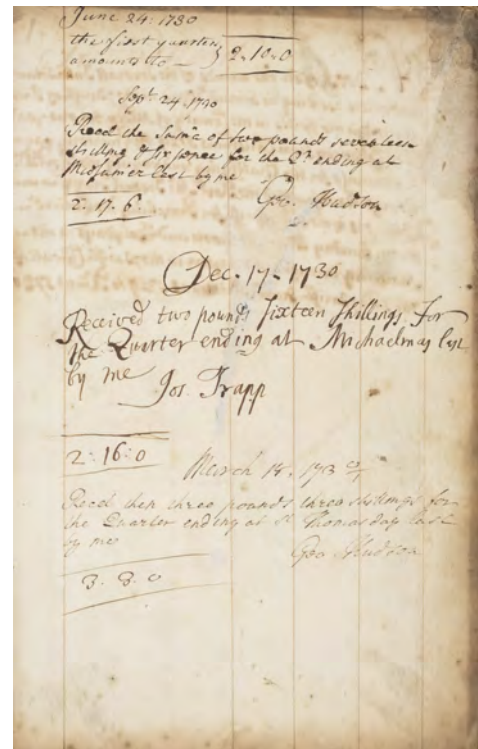 June 24: 1730
the first quarter
amounts to — } 2 : 10 : 0
Sept 24 . 1730
Recd the Sum'e of two pounds seventeen
shilling & six pence for the Qr ending at
Midsumer last by me
2 . 17 . 6 . Geo. Hudson
Dec . 17 . 1730
Received two pounds sixteen shillings for
the Quarter ending at Michaelmas last
by me
Jos Trapp
2 : 16 : 0
March 18 . 173 0/1
Recd then three pounds three shillings for
the Quarter ending at St Thomas day last
by me
Geo Hudson
3 . 3 . 0